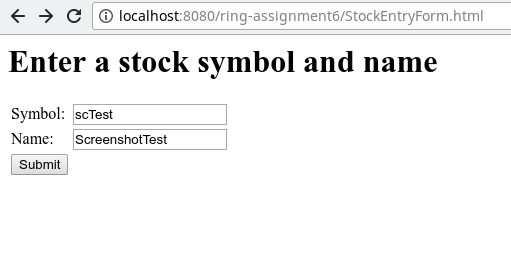 localhost:8080/ring-assignment6/StockEntryForm.html
Enter a stock symbol and name
Symbol: scTest
Name: ScreenshotTest
Submit